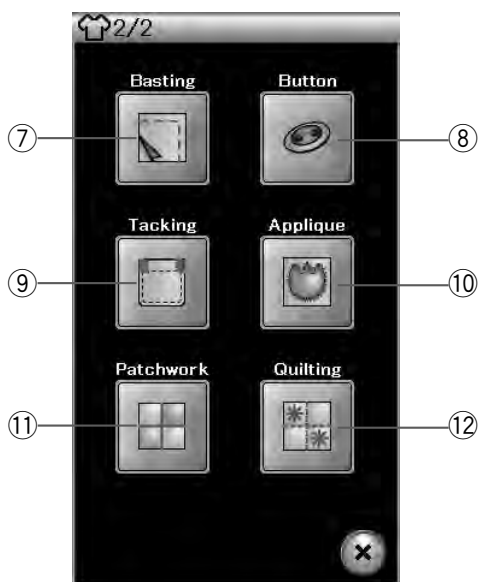 2/2
Basting Button
⑦ ⑧
Tacking Applique
⑨ ⑩
Patchwork Quilting
⑪ ⑫